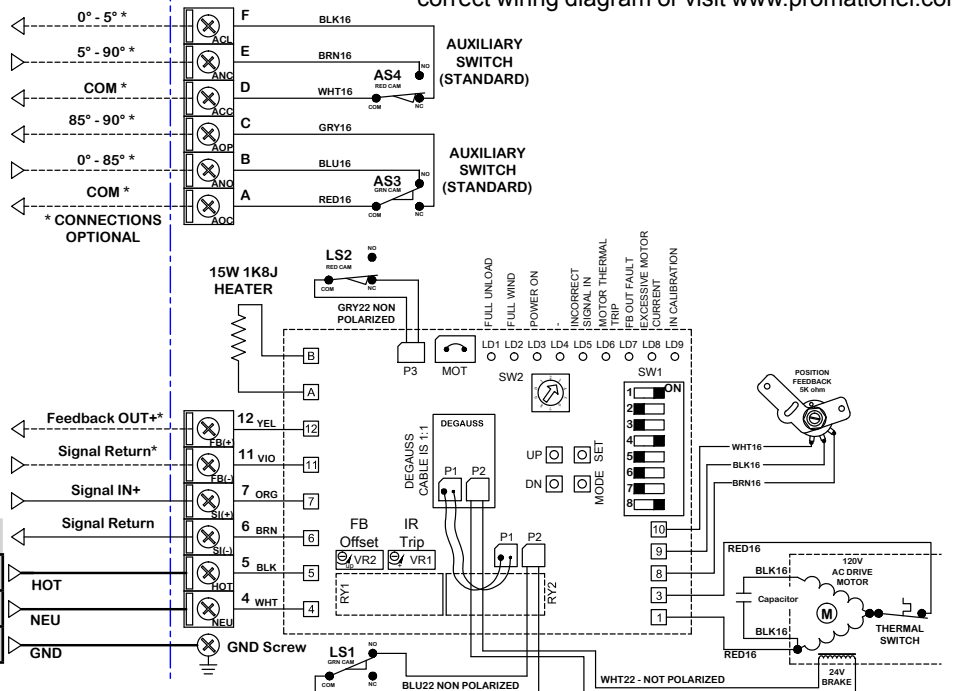 correct wiring diagram or visit www.promationei.com
0° - 5° *
F
ACL
BLK16
5° - 90° *
E
ANC
BRN16
AUXILIARY
SWITCH
(STANDARD)
NO
AS4
RED CAM
COM *
D
ACC
WHT16
COM
NC
85° - 90° *
C
AOP
GRY16
0° - 85° *
B
ANO
BLU16
AUXILIARY
SWITCH
(STANDARD)
NO
AS3
GRN CAM
COM *
A
AOC
RED16
COM
NC
* CONNECTIONS
OPTIONAL
15W 1K8J
HEATER
LS2
RED CAM
NO
COM
NC
GRY22 NON
POLARIZED
FULL UNLOAD
FULL WIND
POWER ON
-
INCORRECT
SIGNAL IN
MOTOR THERMAL
TRIP
FB OUT FAULT
EXCESSIVE MOTOR
CURRENT
IN CALIBRATION
LD1 LD2 LD3 LD4 LD5 LD6 LD7 LD8 LD9
B
A
P3
MOT
SW2
SW1
ON
1
2
3
4
5
6
7
8
DEGAUSS
CABLE IS 1:1
DEGAUSS
P1
P2
UP
DN
SET
MODE
POSITION
FEEDBACK
5K ohm
WHT16
BLK16
BRN16
Feedback OUT+*
12 YEL
FB(+)
12
Signal Return*
11 VIO
FB(-)
11
Signal IN+
7 ORG
SI(+)
7
Signal Return
6 BRN
SI(-)
6
HOT
5 BLK
HOT
5
NEU
4 WHT
NEU
4
GND
GND Screw
FB
Offset
VR2
IR
Trip
VR1
P1
P2
RY1
RY2
10
9
8
3
1
RED16
BLK16
120V
AC DRIVE
MOTOR
Capacitor
M
BLK16
THERMAL
SWITCH
RED16
24V
BRAKE
LS1
GRN CAM
NO
COM
NC
BLU22 NON POLARIZED
WHT22 - NOT POLARIZED